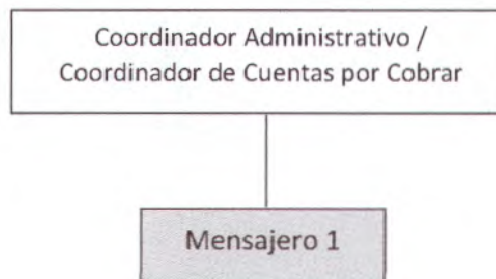 Coordinador Administrativo /
Coordinador de Cuentas por Cobrar
Mensajero 1